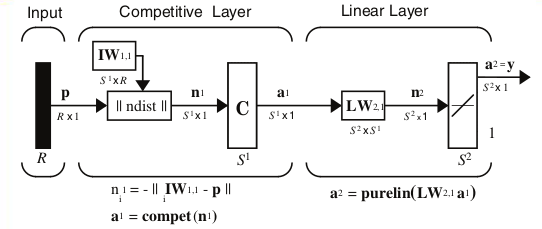 Input Competitive Layer Linear Layer
IW1,1
S1xR
p
R x 1
|| ndist ||
n1
S1x1
C
a1
S1x1
LW2,1
S2xS1
n2
S2x1
a2 = y
S2x1
1
R
S1
S2
ni1 = - || iIW1,1 - p ||
a1 = compet(n1)
a2 = purelin(LW2,1 a1)